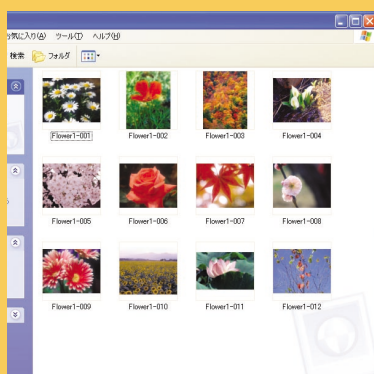 お気に入り(A) ツール(T) ヘルプ(H)
検索 フォルダ
Flower1-001 Flower1-002 Flower1-003 Flower1-004
Flower1-005 Flower1-006 Flower1-007 Flower1-008
Flower1-009 Flower1-010 Flower1-011 Flower1-012